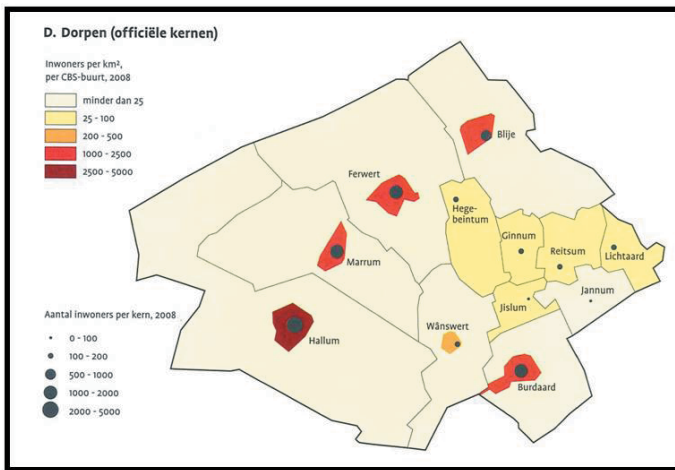 D. Dorpen (officiële kernen)
Inwoners per km²,
per CBS-buurt, 2008
minder dan 25
25 - 100
200 - 500
1000 - 2500
2500 - 5000
Blije
Ferwert
Hege-
beintum
Ginnum
Reitsum
Lichtaard
Marrum
Jannum
Jislum
Aantal inwoners per kern, 2008
0 - 100
100 - 200
500 - 1000
1000 - 2000
2000 - 5000
Hallum
Wânswert
Burdaard